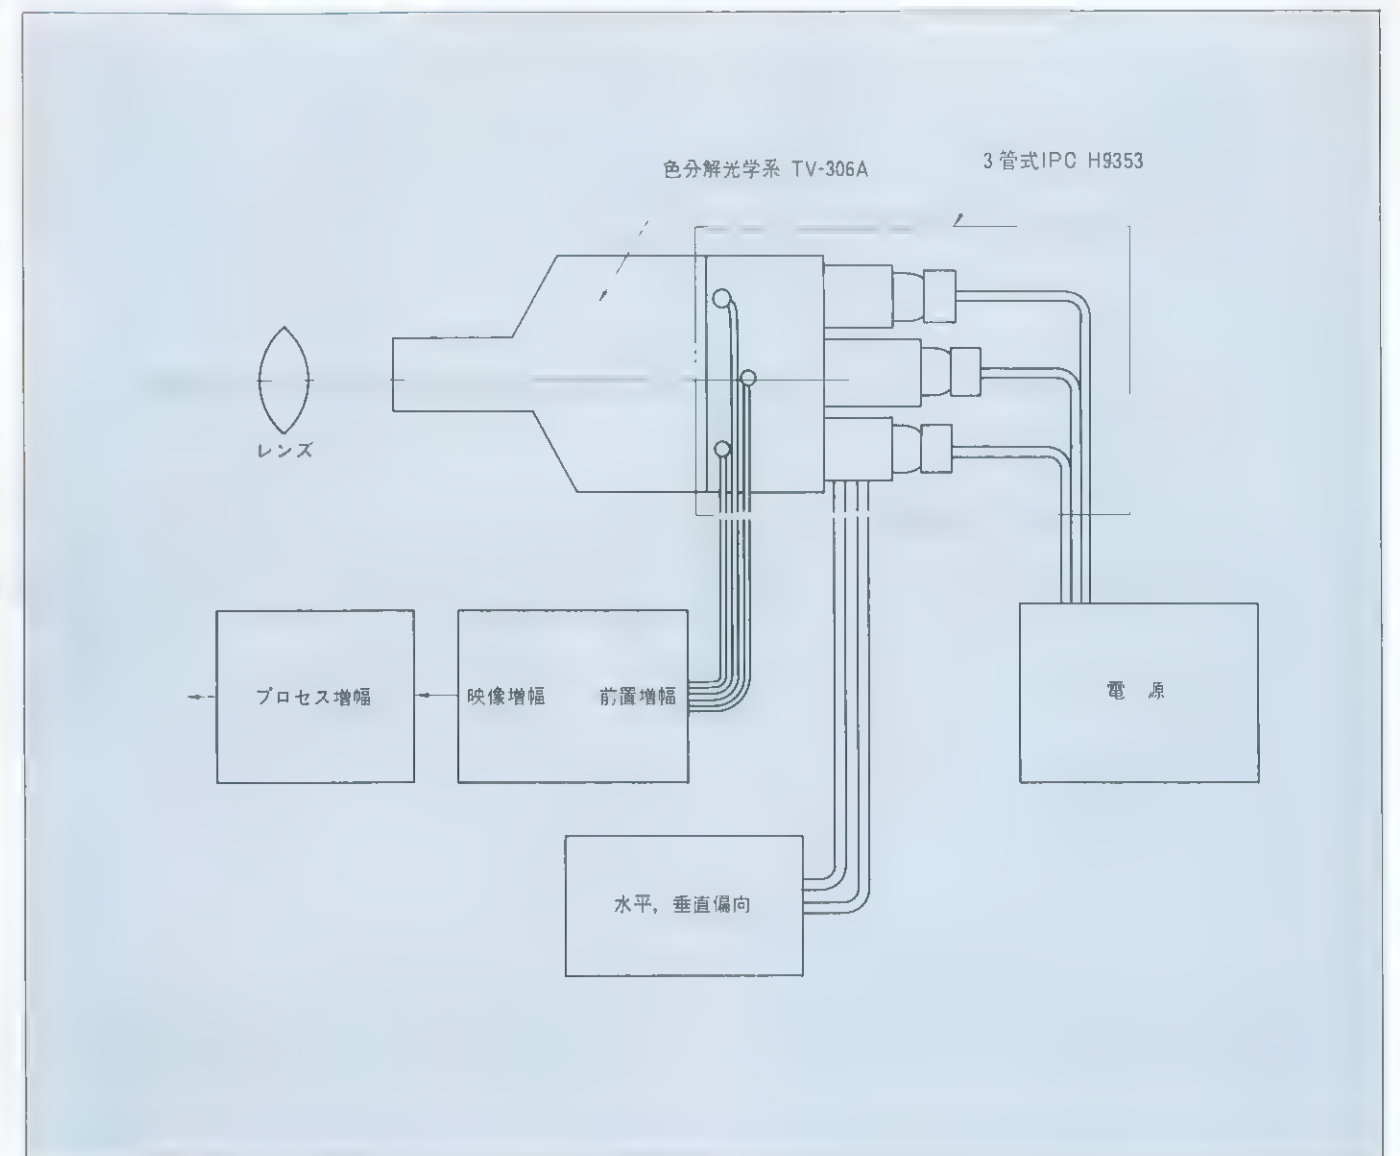 色分解光学系 TV-306A
3管式IPC H9353
レンズ
プロセス増幅
映像増幅 前置増幅
電 源
水平，垂直偏向